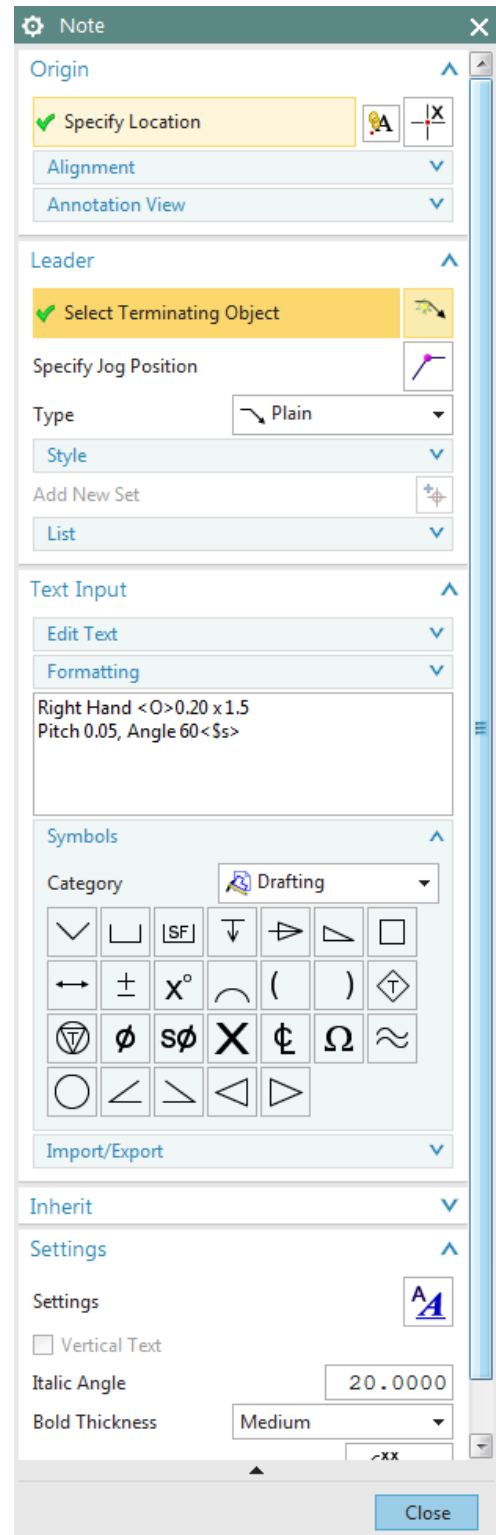 Note
Origin
Specify Location
A
X
Alignment
Annotation View
Leader
Select Terminating Object
Specify Jog Position
Type Plain
Style
Add New Set
List
Text Input
Edit Text
Formatting
Right Hand <O>0.20 x 1.5
Pitch 0.05, Angle 60<$s>
Symbols
Category Drafting
SF
± x° ( ) T
T ø sø X ℄ Ω ≈
Import/Export
Inherit
Settings
Settings AA
Vertical Text
Italic Angle 20.0000
Bold Thickness Medium
Close